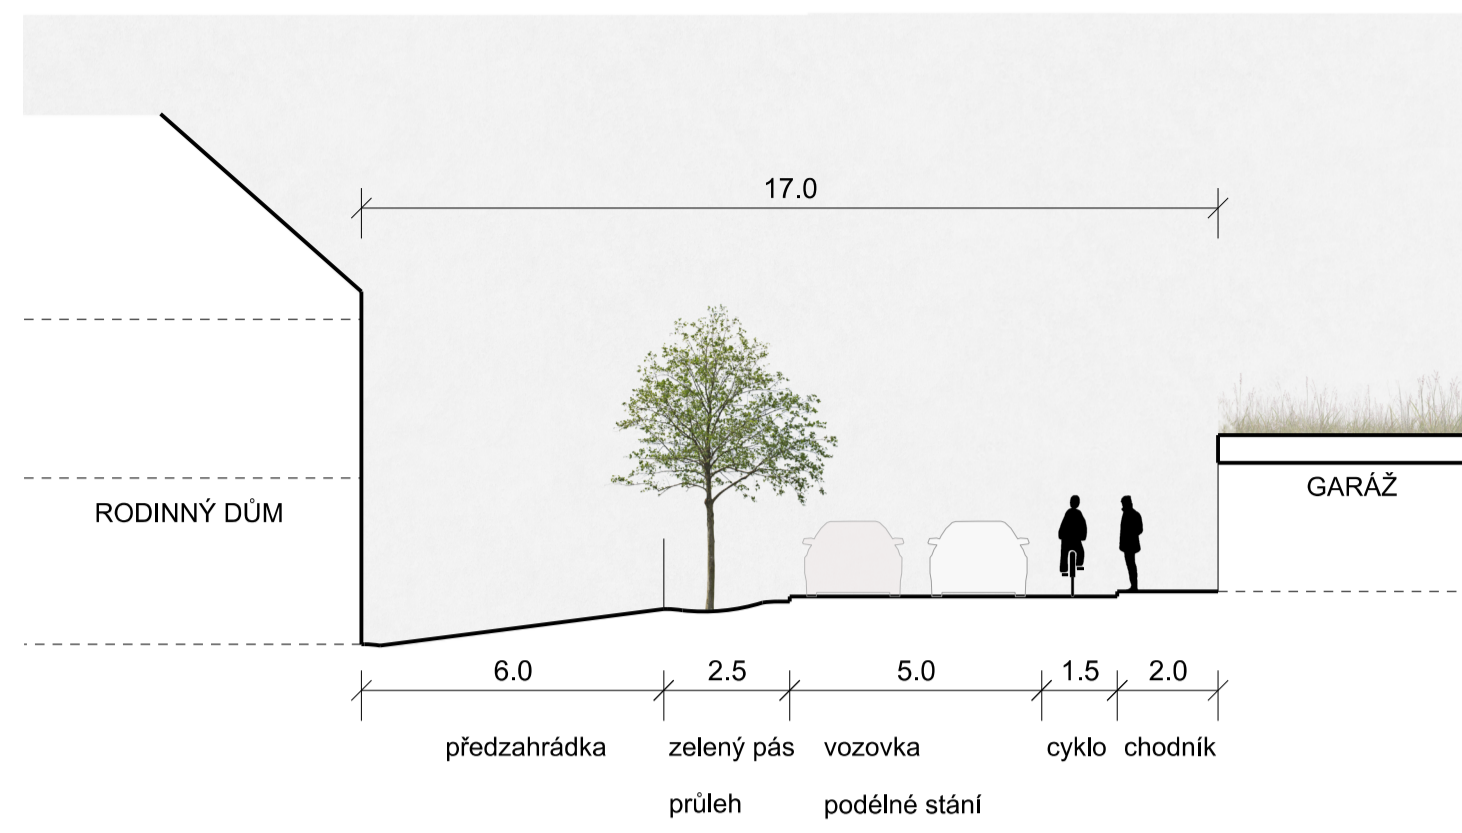 17.0
RODINNÝ DŮM
GARÁŽ
6.0 2.5 5.0 1.5 2.0
předzahrádka zelený pás vozovka cyklo chodník
průleh podélné stání